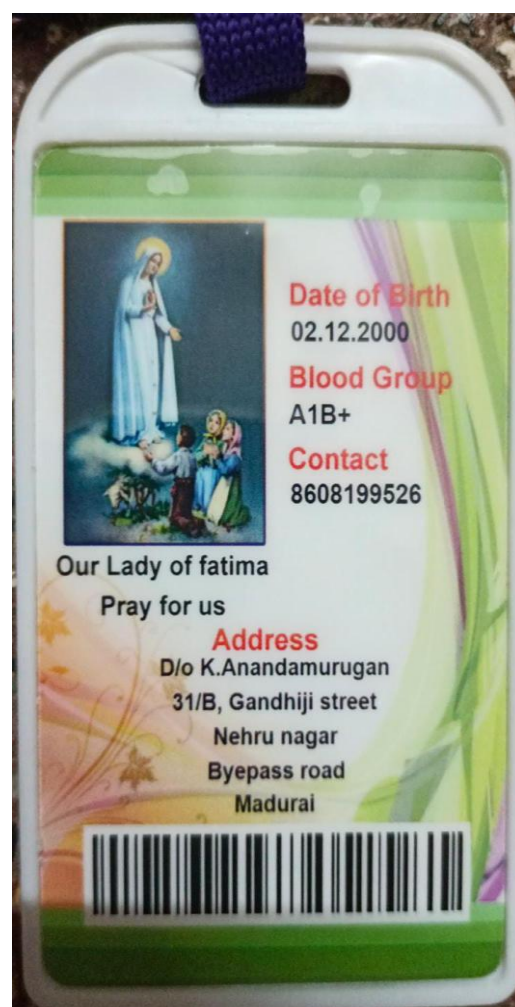 Date of Birth
02.12.2000
Blood Group
A1B+
Contact
8608199526
Our Lady of fatima
Pray for us
Address
D/o K.Anandamurugan
31/B, Gandhiji street
Nehru nagar
Byepass road
Madurai